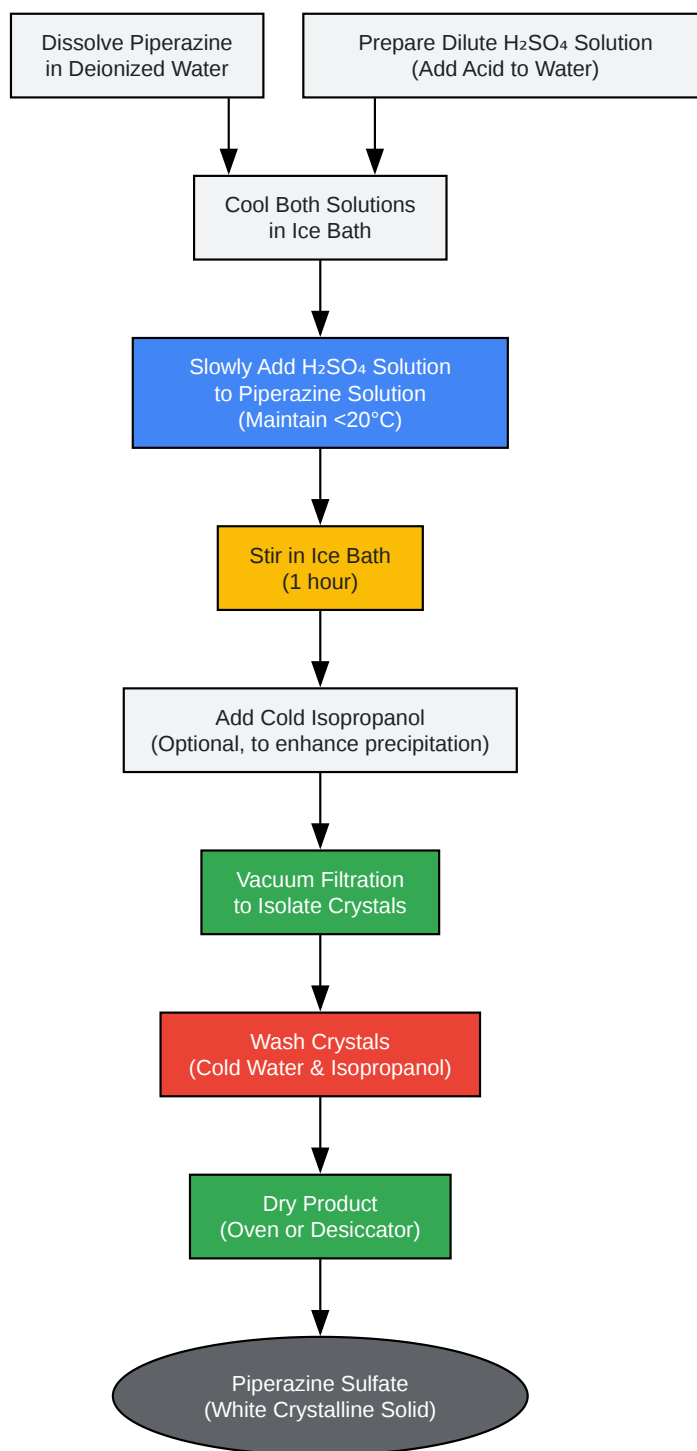 Dissolve Piperazine
in Deionized Water
Prepare Dilute H₂SO₄ Solution
(Add Acid to Water)
Cool Both Solutions
in Ice Bath
Slowly Add H₂SO₄ Solution
to Piperazine Solution
(Maintain <20°C)
Stir in Ice Bath
(1 hour)
Add Cold Isopropanol
(Optional, to enhance precipitation)
Vacuum Filtration
to Isolate Crystals
Wash Crystals
(Cold Water & Isopropanol)
Dry Product
(Oven or Desiccator)
Piperazine Sulfate
(White Crystalline Solid)